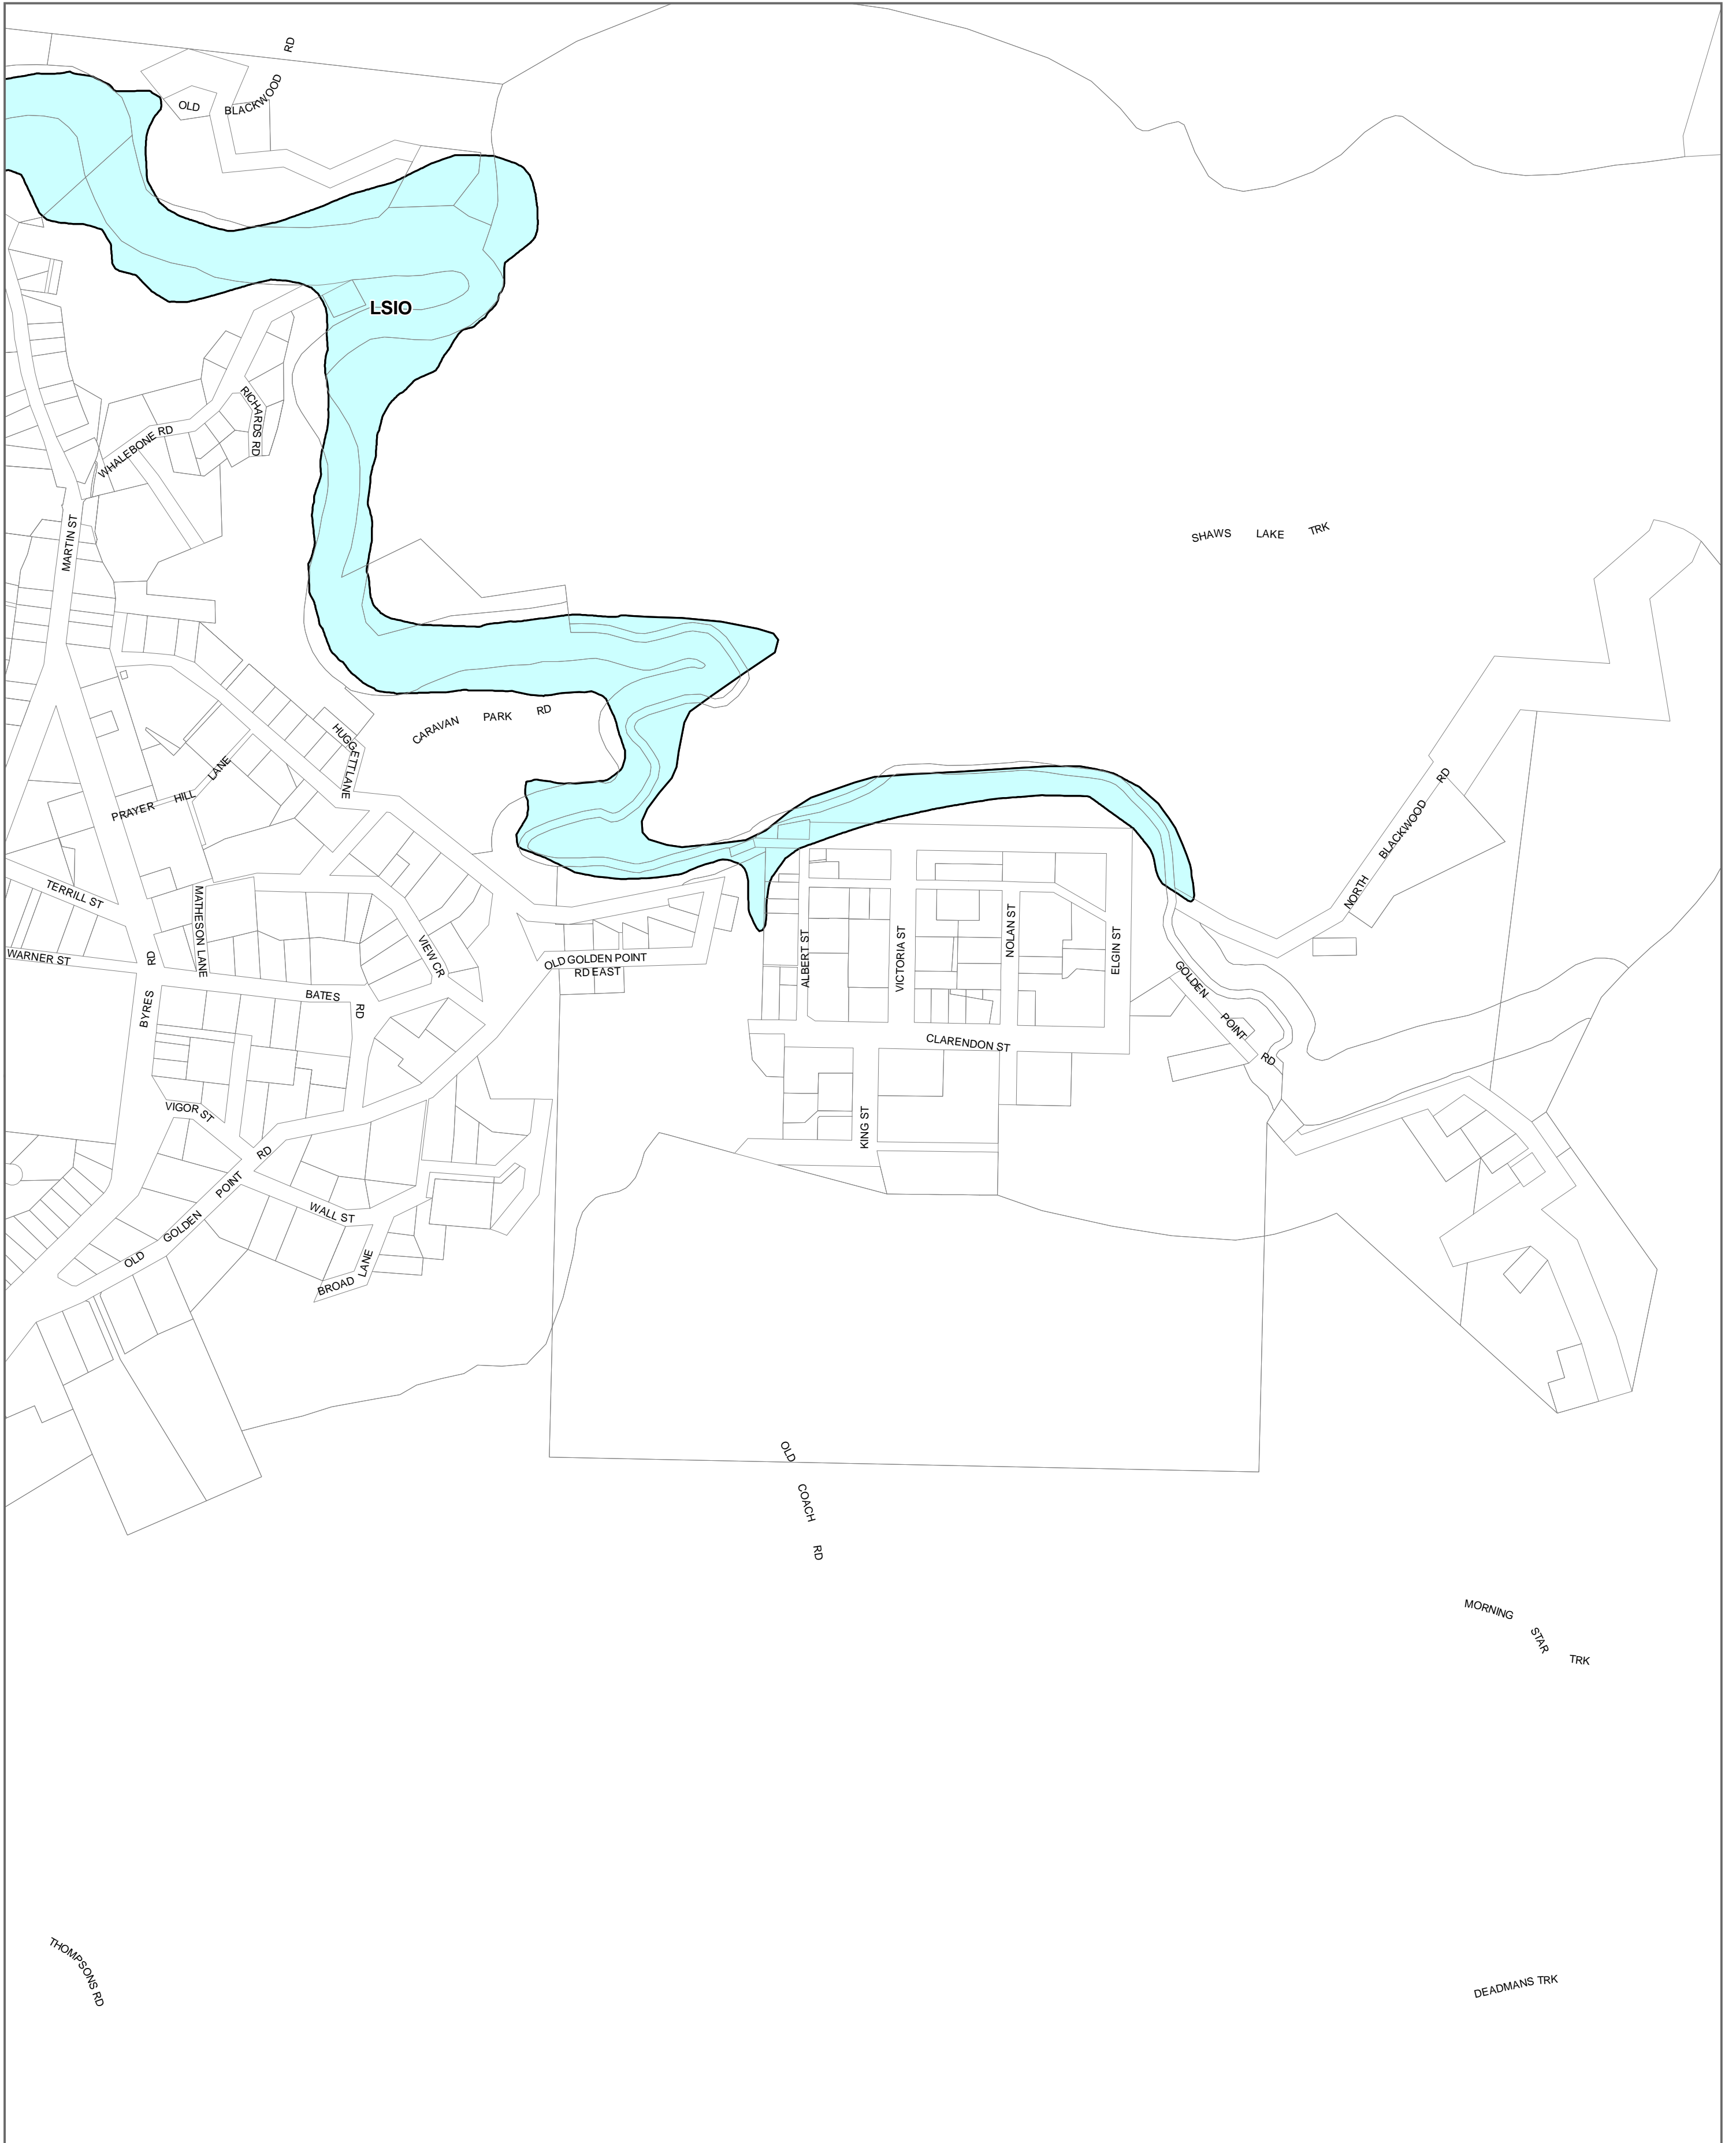 OLD BLACKWOOD RD
LSIO
RICHARDS RD
WHALEBONE RD
MARTIN ST
SHAWS LAKE TRK
CARAVAN PARK RD
HUGGETT LANE
PRAYER HILL LANE
NORTH BLACKWOOD RD
TERRILL ST
MATHESON LANE
WARNER ST
VIEW CR
OLD GOLDEN POINT
RD EAST
ALBERT ST
VICTORIA ST
NOLAN ST
ELGIN ST
BYRES RD
BATES RD
GOLDEN POINT RD
CLARENDON ST
VIGOR ST
KING ST
OLD GOLDEN POINT RD
WALL ST
BROAD LANE
OLD COACH RD
MORNING STAR TRK
THOMPSONS RD
DEADMANS TRK